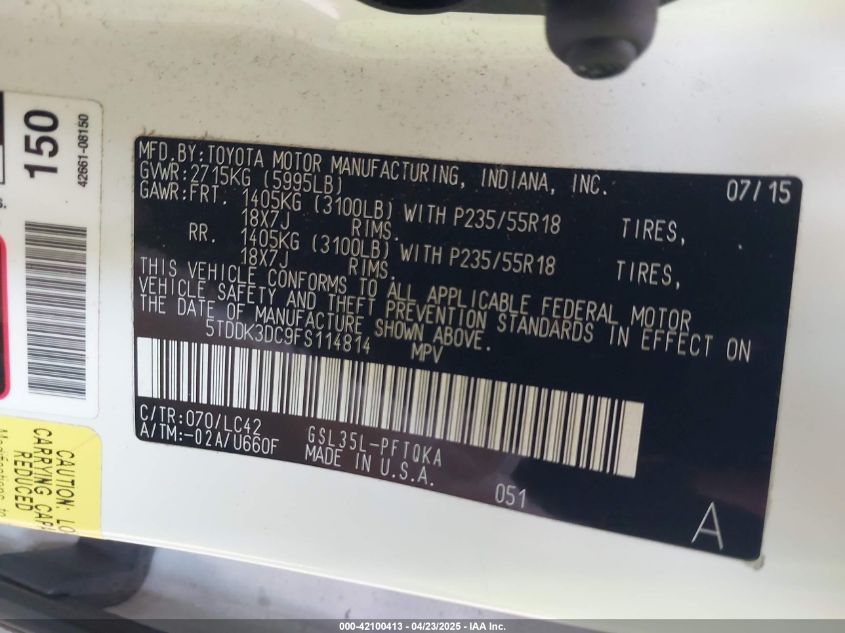 150
42661-08150
s.
MFD.BY:TOYOTA MOTOR MANUFACTURING, INDIANA, INC. 07/15
GVWR:2715KG (5995LB)
GAWR:FRT. 1405KG (3100LB) WITH P235/55R18 TIRES,
18X7J RIMS.
RR. 1405KG (3100LB) WITH P235/55R18 TIRES,
18X7J RIMS.
THIS VEHICLE CONFORMS TO ALL APPLICABLE FEDERAL MOTOR
VEHICLE SAFETY AND THEFT PREVENTION STANDARDS IN EFFECT ON
THE DATE OF MANUFACTURE SHOWN ABOVE.
5TDDK3DC9FS114814 MPV
C/TR:070/LC42 GSL35L-PFTQKA
A/TM:-02A/U660F MADE IN U.S.A.
051
A
CAUTION: LO
CARRYING CAPA
REDUCED
Modifications to
000-42100413 - 04/23/2025 - IAA Inc.